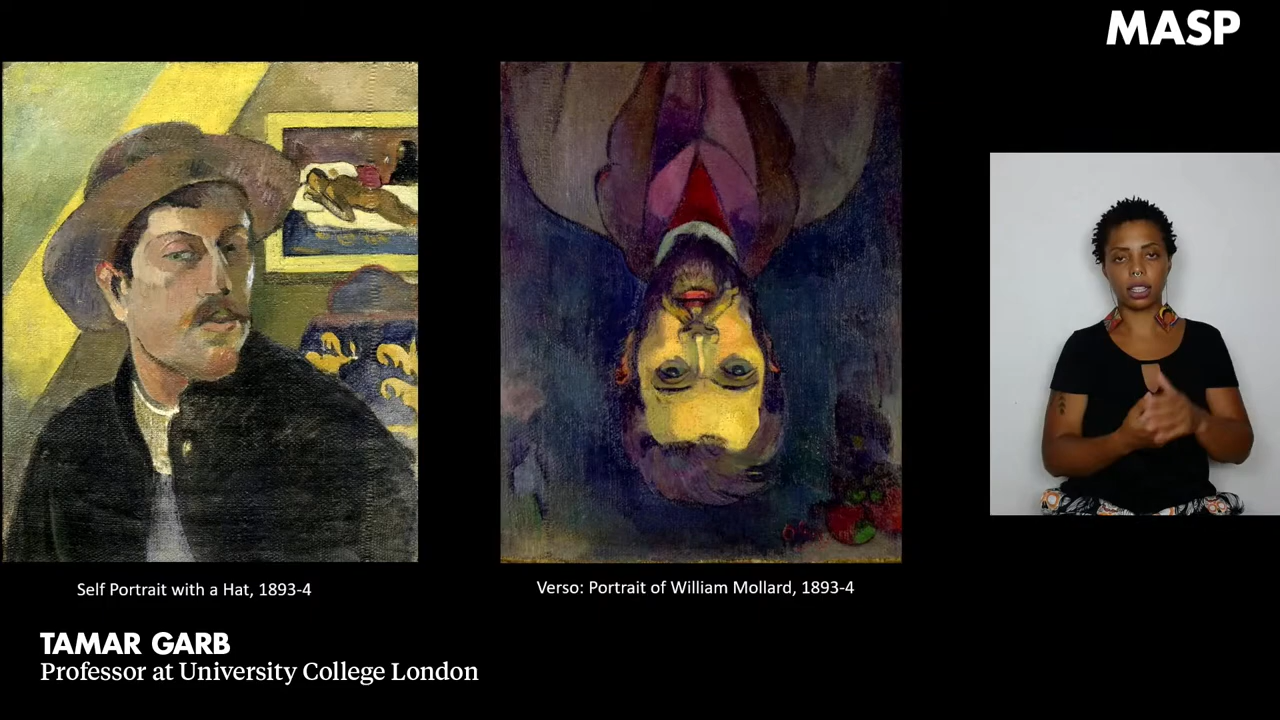 MASP
Self Portrait with a Hat, 1893-4
Verso: Portrait of William Mollard, 1893-4
TAMAR GARB
Professor at University College London